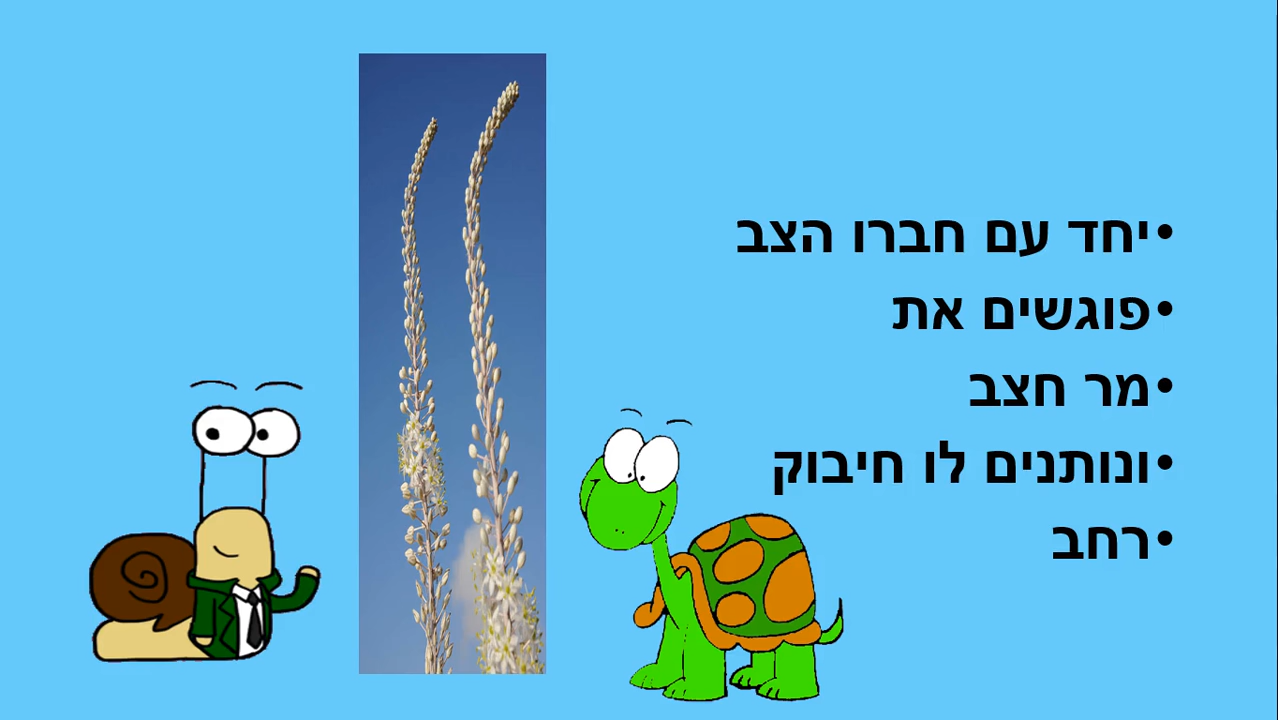 •יחד עם חברו הצב
•פוגשים את
•מר חצב
•ונותנים לו חיבוק
•רחב